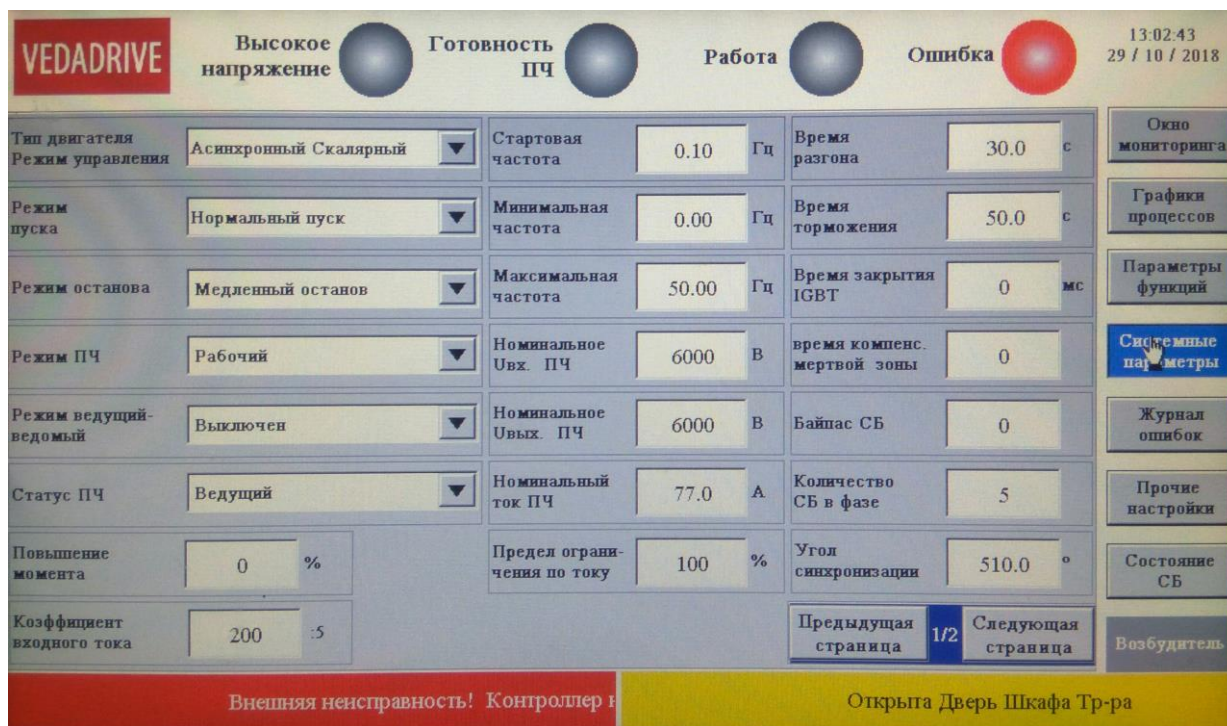 VEDADRIVE
Высокое
напряжение
Готовность
ПЧ
Работа
Ошибка
13:02:43
29 / 10 / 2018
Тип двигателя
Режим управления
Асинхронный Скалярный
Стартовая
частота
0.10 Гц
Время
разгона
30.0 с
Окно
мониторинга
Режим
пуска
Нормальный пуск
Минимальная
частота
0.00 Гц
Время
торможения
50.0 с
Графики
процессов
Режим останова
Медленный останов
Максимальная
частота
50.00 Гц
Время закрытия
IGBT
0 мс
Параметры
функций
Режим ПЧ
Рабочий
Номинальное
Uвх. ПЧ
6000 В
время компенс.
мертвой зоны
0
Системные
параметры
Режим ведущий-
ведомый
Выключен
Номинальное
Uвых. ПЧ
6000 В
Байпас СБ
0
Журнал
ошибок
Статус ПЧ
Ведущий
Номинальный
ток ПЧ
77.0 А
Количество
СБ в фазе
5
Прочие
настройки
Повышение
момента
0 %
Предел ограни-
чения по току
100 %
Угол
синхронизации
510.0 °
Состояние
СБ
Коэффициент
входного тока
200 :5
Предыдущая
страница
1/2
Следующая
страница
Возбудитель
Внешняя неисправность! Контроллер
Открыта Дверь Шкафа Тр-ра